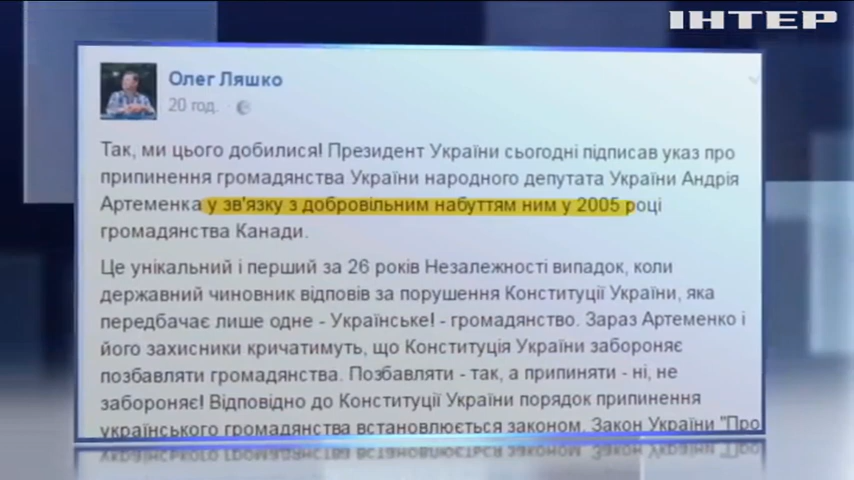 ІНТЕР
Олег Ляшко
20 год.
Так, ми цього добилися! Президент України сьогодні підписав указ про
припинення громадянства України народного депутата України Андрія
Артеменка у зв'язку з добровільним набуттям ним у 2005 році
громадянства Канади.
Це унікальний і перший за 26 років Незалежності випадок, коли
державний чиновник відповів за порушення Конституції України, яка
передбачає лише одне - Українське! - громадянство. Зараз Артеменко і
його захисники кричатимуть, що Конституція України забороняє
позбавляти громадянства. Позбавляти - так, а припиняти - ні, не
забороняє! Відповідно до Конституції України порядок припинення
українського громадянства встановлюється законом. Закон України "Про